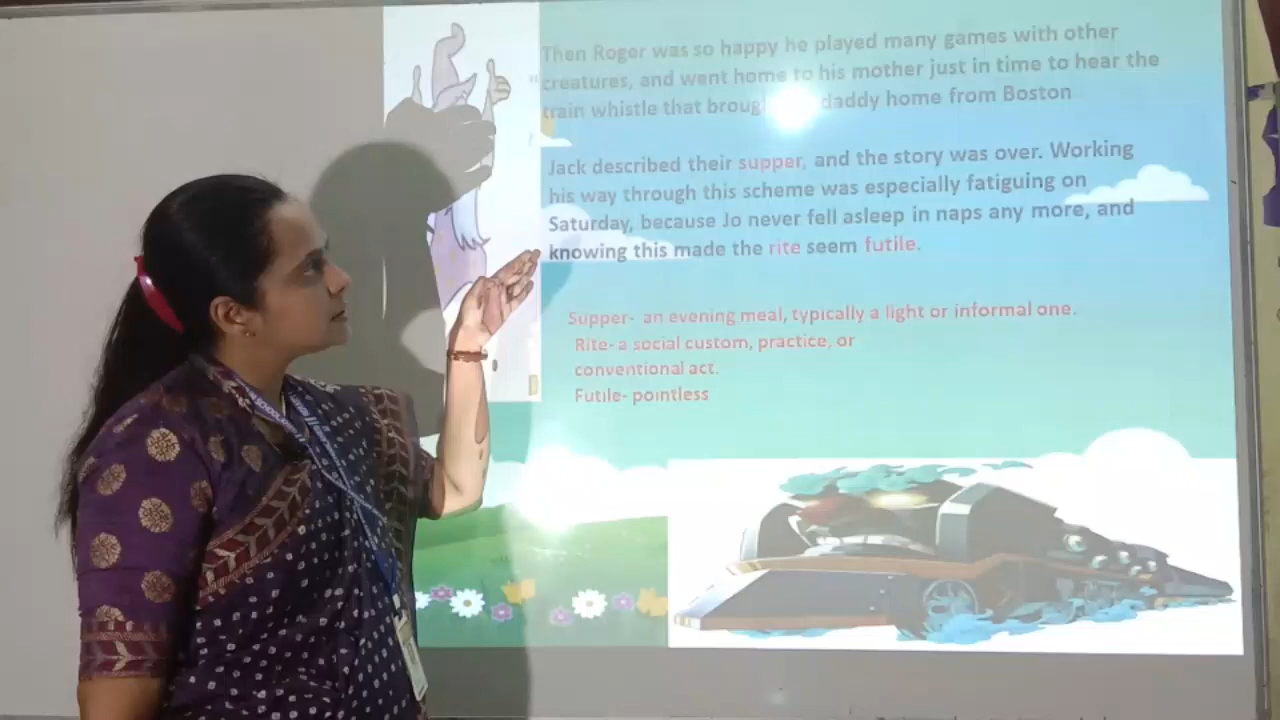 Then Roger was so happy he played many games with other
creatures, and went home to his mother just in time to hear the
train whistle that daddy home from Boston
Jack described their supper, and the story was over. Working
his way through this scheme was especially fatiguing on
Saturday, because Jo never fell asleep in naps any more, and
knowing this made the rite seem futile.
Supper- an evening meal, typically a light or informal one.
Rite- a social custom, practice, or
conventional act.
Futile- pointless